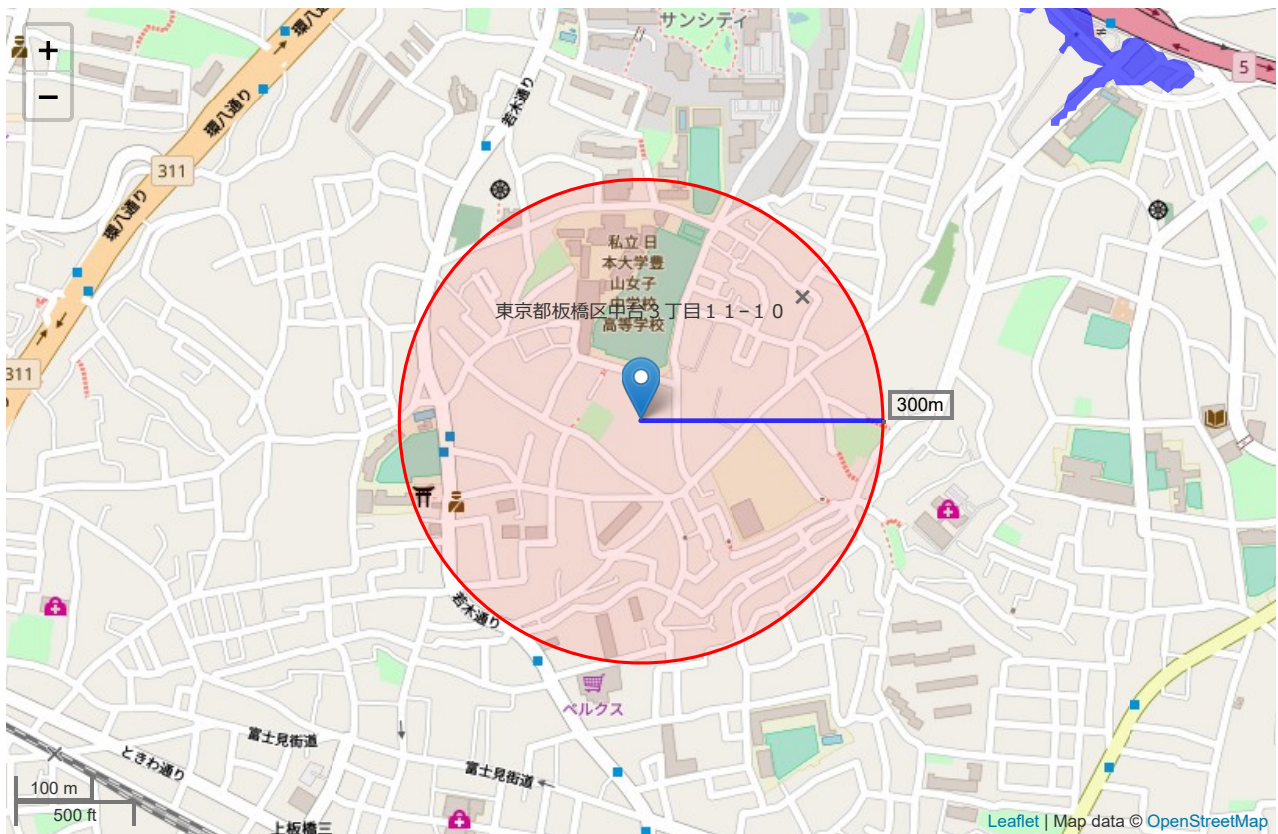 サンシティ
環八通り
+
−
5
若木通り
環八通り
311
環八通り
私立 日
本大学豊
山女子
中学校
高等学校
×
東京都板橋区中台3丁目11−10
311
300m
若木通り
ベルクス
富士見街道
ときわ通り
富士見街道
100 m
500 ft
上板橋三
Leaflet | Map data © OpenStreetMap